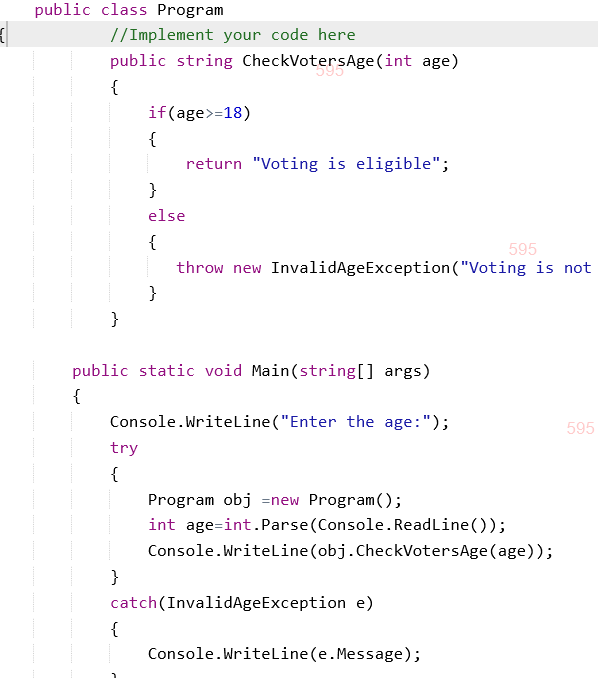 public class Program
{ //Implement your code here
public string CheckVotersAge(int age)
595
{
if(age>=18)
{
return "Voting is eligible";
}
else
{
595
throw new InvalidAgeException("Voting is not
}
}
public static void Main(string[] args)
{
Console.WriteLine("Enter the age:");
595
try
{
Program obj =new Program();
int age=int.Parse(Console.ReadLine());
Console.WriteLine(obj.CheckVotersAge(age));
}
catch(InvalidAgeException e)
{
Console.WriteLine(e.Message);
}